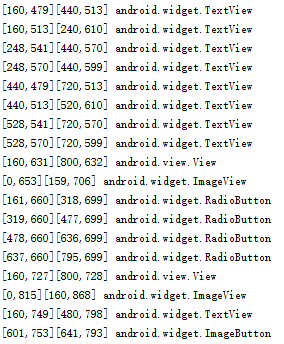 [160,479][440,513] android.widget.TextView
[160,513][240,610] android.widget.TextView
[248,541][440,570] android.widget.TextView
[248,570][440,599] android.widget.TextView
[440,479][720,513] android.widget.TextView
[440,513][520,610] android.widget.TextView
[528,541][720,570] android.widget.TextView
[528,570][720,599] android.widget.TextView
[160,631][800,632] android.view.View
[0,653][159,706] android.widget.ImageView
[161,660][318,699] android.widget.RadioButton
[319,660][477,699] android.widget.RadioButton
[478,660][636,699] android.widget.RadioButton
[637,660][795,699] android.widget.RadioButton
[160,727][800,728] android.view.View
[0,815][160,868] android.widget.ImageView
[160,749][480,798] android.widget.TextView
[601,753][641,793] android.widget.ImageButton